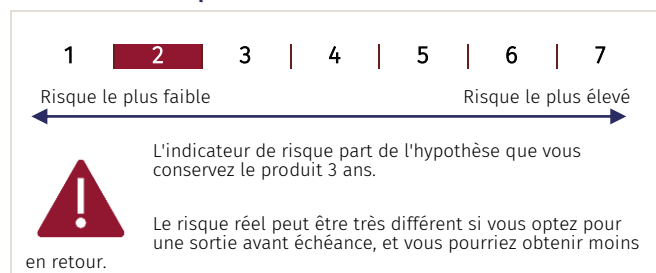 1 2 3 4 5 6 7
Risque le plus faible Risque le plus élevé
L'indicateur de risque part de l'hypothèse que vous
conservez le produit 3 ans.
Le risque réel peut être très différent si vous optez pour
une sortie avant échéance, et vous pourriez obtenir moins
en retour.